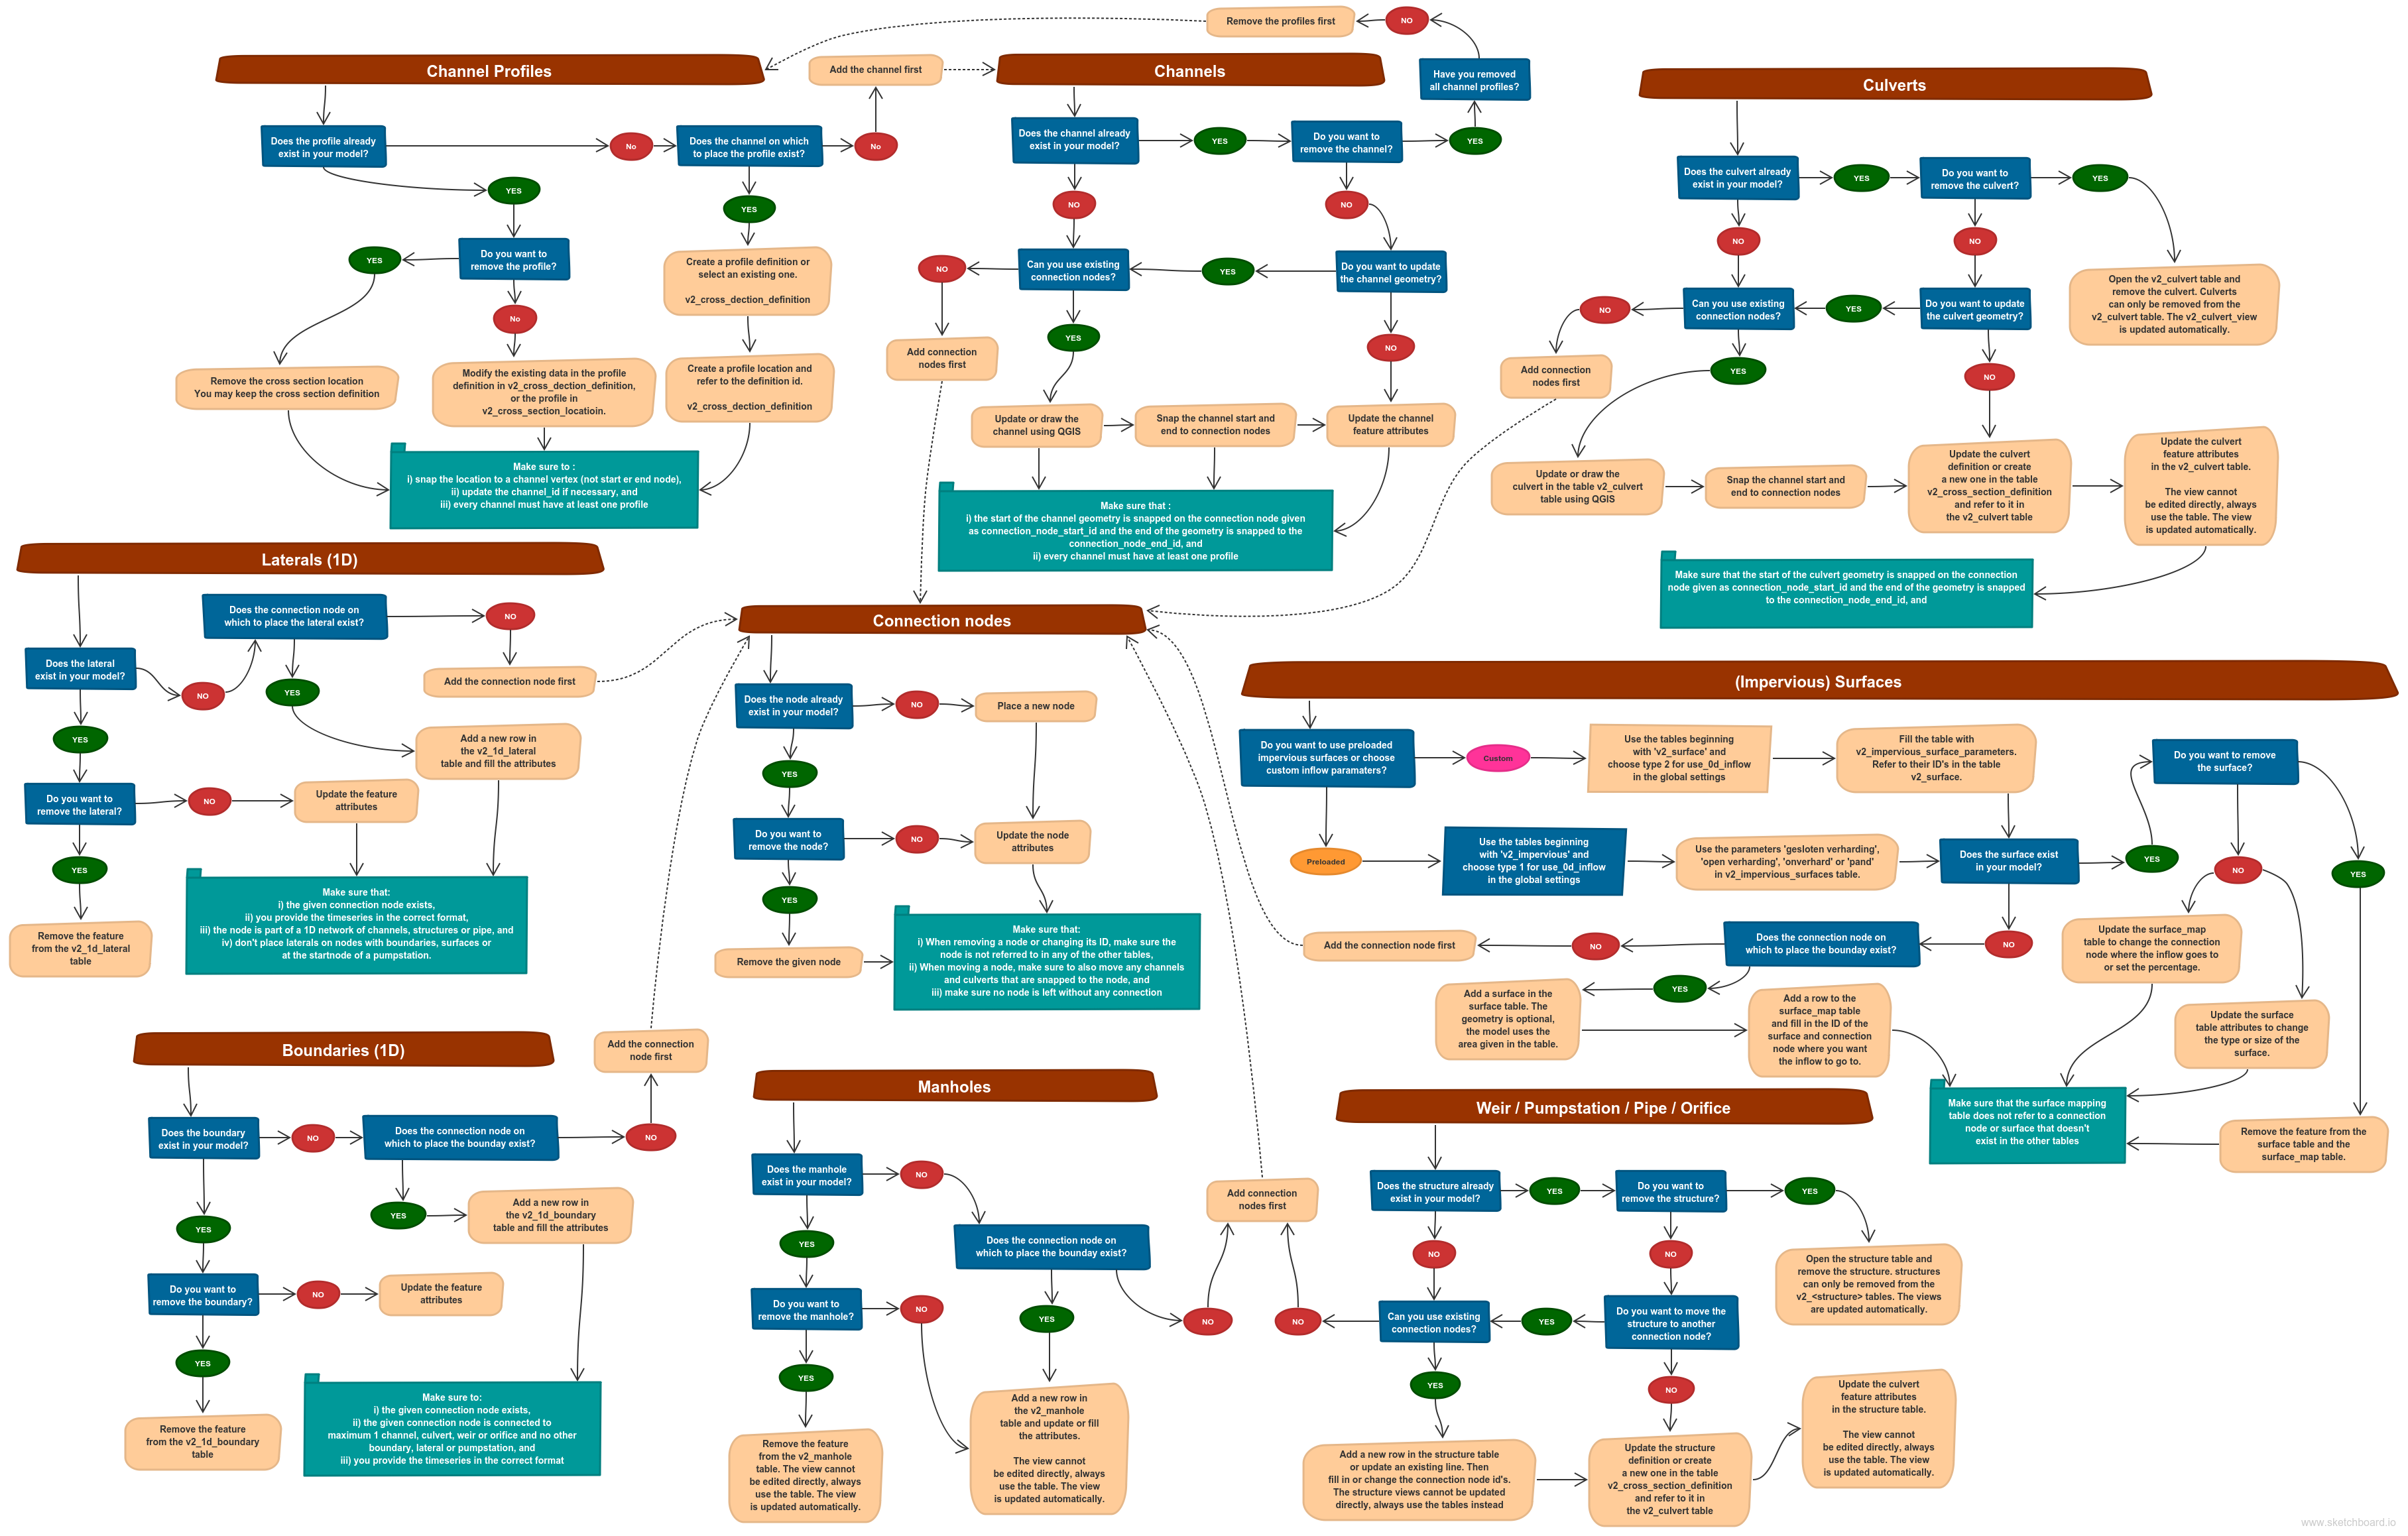 Remove the profiles first
NO
Channel Profiles
Add the channel first
Channels
Have you removed
all channel profiles?
Culverts
Does the profile already
exist in your model?
No
Does the channel on which
to place the profile exist?
No
YES
YES
Do you want to
remove the profile?
YES
No
Create a profile definition or
select an existing one.
v2_cross_dection_definition
Remove the cross section location
You may keep the cross section definition
Modify the existing data in the profile
definition in v2_cross_dection_definition,
or the profile in
v2_cross_section_locatioin.
Create a profile location and
refer to the definition id.
v2_cross_dection_definition
Make sure to :
i) snap the location to a channel vertex (not start er end node),
ii) update the channel_id if necessary, and
iii) every channel must have at least one profile
Does the channel already
exist in your model?
YES
Do you want to
remove the channel?
YES
NO
NO
NO
Can you use existing
connection nodes?
YES
Do you want to update
the channel geometry?
YES
NO
Add connection
nodes first
Update or draw the
channel using QGIS
Snap the channel start and
end to connection nodes
Update the channel
feature attributes
Make sure that :
i) the start of the channel geometry is snapped on the connection node given
as connection_node_start_id and the end of the geometry is snapped to the
connection_node_end_id, and
ii) every channel must have at least one profile
Does the culvert already
exist in your model?
YES
Do you want to
remove the culvert?
YES
NO
NO
Open the v2_culvert table and
remove the culvert. Culverts
can only be removed from the
v2_culvert table. The v2_culvert_view
is updated automatically.
NO
Can you use existing
connection nodes?
YES
Do you want to update
the culvert geometry?
Add connection
nodes first
YES
NO
Update or draw the
culvert in the table v2_culvert
table using QGIS
Snap the channel start and
end to connection nodes
Update the culvert
definition or create
a new one in the table
v2_cross_section_definition
and refer to it in
the v2_culvert table
Update the culvert
feature attributes
in the v2_culvert table.
The view cannot
be edited directly, always
use the table. The view
is updated automatically.
Make sure that the start of the culvert geometry is snapped on the connection
node given as connection_node_start_id and the end of the geometry is snapped
to the connection_node_end_id, and
Laterals (1D)
Does the connection node on
which to place the lateral exist?
NO
Does the lateral
exist in your model?
NO
YES
Add the connection node first
YES
Add a new row in
the v2_1d_lateral
table and fill the attributes
Do you want to
remove the lateral?
NO
Update the feature
attributes
YES
Remove the feature
from the v2_1d_lateral
table
Make sure that:
i) the given connection node exists,
ii) you provide the timeseries in the correct format,
iii) the node is part of a 1D network of channels, structures or pipe, and
iv) don't place laterals on nodes with boundaries, surfaces or
at the startnode of a pumpstation.
Connection nodes
Does the node already
exist in your model?
NO
Place a new node
YES
Do you want to
remove the node?
NO
Update the node
attributes
YES
Remove the given node
Make sure that:
i) When removing a node or changing its ID, make sure the
node is not referred to in any of the other tables,
ii) When moving a node, make sure to also move any channels
and culverts that are snapped to the node, and
iii) make sure no node is left without any connection
(Impervious) Surfaces
Do you want to use preloaded
impervious surfaces or choose
custom inflow paramaters?
Custom
Use the tables beginning
with 'v2_surface' and
choose type 2 for use_0d_inflow
in the global settings
Fill the table with
v2_impervious_surface_parameters.
Refer to their ID's in the table
v2_surface.
Do you want to remove
the surface?
Preloaded
Use the tables beginning
with 'v2_impervious' and
choose type 1 for use_0d_inflow
in the global settings
Use the parameters 'gesloten verharding',
'open verharding', 'onverhard' or 'pand'
in v2_impervious_surfaces table.
Does the surface exist
in your model?
YES
NO
YES
Add the connection node first
NO
Does the connection node on
which to place the bounday exist?
NO
YES
Update the surface_map
table to change the connection
node where the inflow goes to
or set the percentage.
Add a surface in the
surface table. The
geometry is optional,
the model uses the
area given in the table.
Add a row to the
surface_map table
and fill in the ID of the
surface and connection
node where you want
the inflow to go to.
Update the surface
table attributes to change
the type or size of the
surface.
Make sure that the surface mapping
table does not refer to a connection
node or surface that doesn't
exist in the other tables
Remove the feature from the
surface table and the
surface_map table.
Boundaries (1D)
Add the connection
node first
Does the boundary
exist in your model?
NO
Does the connection node on
which to place the bounday exist?
NO
YES
YES
Add a new row in
the v2_1d_boundary
table and fill the attributes
Do you want to
remove the boundary?
NO
Update the feature
attributes
YES
Remove the feature
from the v2_1d_boundary
table
Make sure to:
i) the given connection node exists,
ii) the given connection node is connected to
maximum 1 channel, culvert, weir or orifice and no other
boundary, lateral or pumpstation, and
iii) you provide the timeseries in the correct format
Manholes
Does the manhole
exist in your model?
NO
YES
Does the connection node on
which to place the bounday exist?
Do you want to
remove the manhole?
NO
YES
NO
YES
Remove the feature
from the v2_manhole
table. The view cannot
be edited directly, always
use the table. The view
is updated automatically.
Add a new row in
the v2_manhole
table and update or fill
the attributes.
The view cannot
be edited directly, always
use the table. The view
is updated automatically.
Add connection
nodes first
Weir / Pumpstation / Pipe / Orifice
Does the structure already
exist in your model?
YES
Do you want to
remove the structure?
YES
NO
NO
Open the structure table and
remove the structure. structures
can only be removed from the
v2_<structure> tables. The views
are updated automatically.
NO
Can you use existing
connection nodes?
YES
Do you want to move the
structure to another
connection node?
YES
NO
Add a new row in the structure table
or update an existing line. Then
fill in or change the connection node id's.
The structure views cannot be updated
directly, always use the tables instead
Update the structure
definition or create
a new one in the table
v2_cross_section_definition
and refer to it in
the v2_culvert table
Update the culvert
feature attributes
in the structure table.
The view cannot
be edited directly, always
use the table. The view
is updated automatically.
www.sketchboard.io